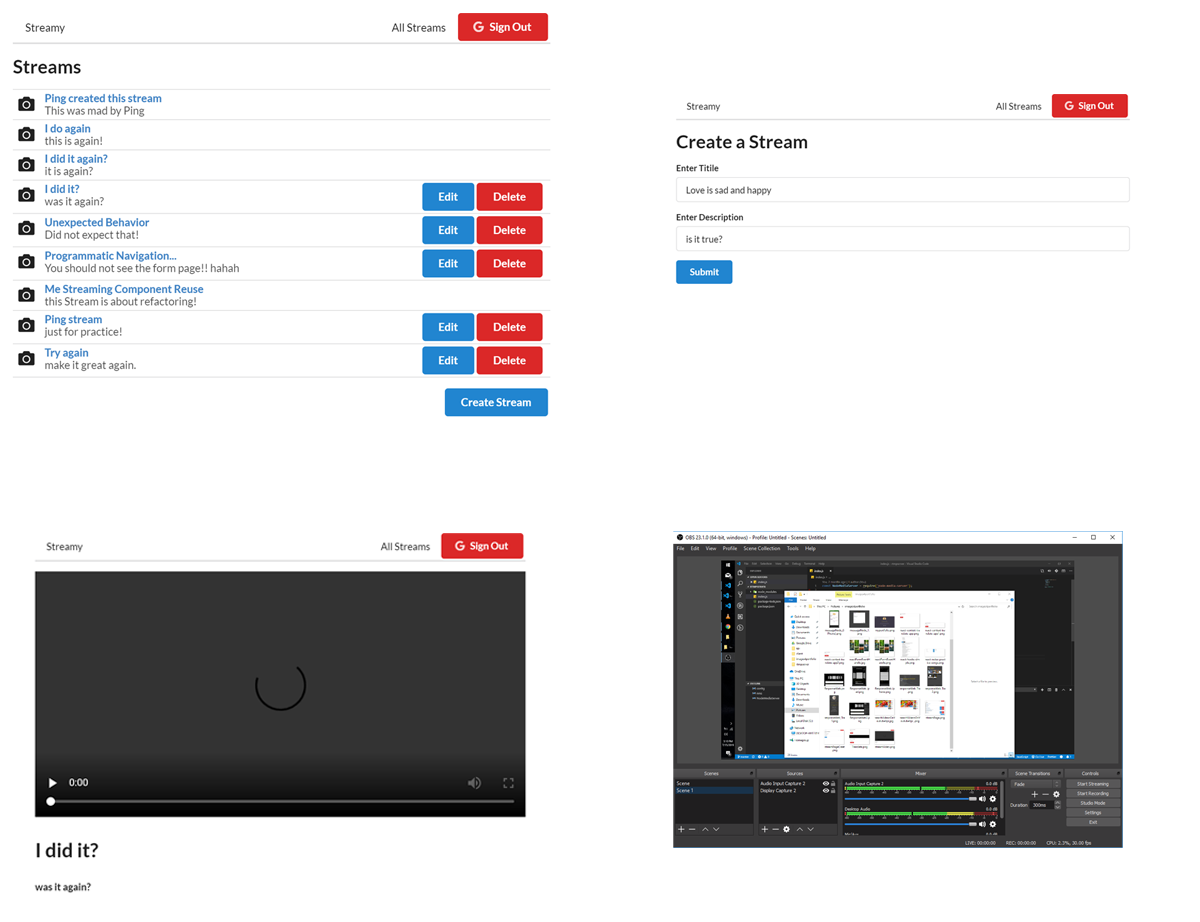 Streamy All Streams Sign Out
Streams
Ping created this stream
This was mad by Ping
I do again
this is again!
I did it again?
it is again?
I did it?
was it again?
Edit Delete
Unexpected Behavior
Did not expect that!
Edit Delete
Programmatic Navigation...
You should not see the form page!! hahah
Edit Delete
Me Streaming Component Reuse
this Stream is about refactoring!
Ping stream
just for practice!
Edit Delete
Try again
make it great again.
Edit Delete
Create Stream
Streamy All Streams Sign Out
Create a Stream
Enter Titile
Love is sad and happy
Enter Description
is it true?
Submit
Streamy All Streams Sign Out
0:00
I did it?
was it again?
OBS 23.1.0 (64-bit, windows) - Profile: Untitled - Scenes: Untitled
File Edit View Profile Scene Collection Tools Help
Scenes Sources Mixer Scene Transitions Controls
Scene
Scene 1
Audio Input Capture 2
Display Capture 2
Audio Input Capture 2 0.0 dB
Desktop Audio 0.0 dB
Fade
Duration 300ms
Start Streaming
Start Recording
Studio Mode
Settings
Exit
LIVE: 00:00:00 REC: 00:00:00 CPU: 2.3%, 30.00 fps